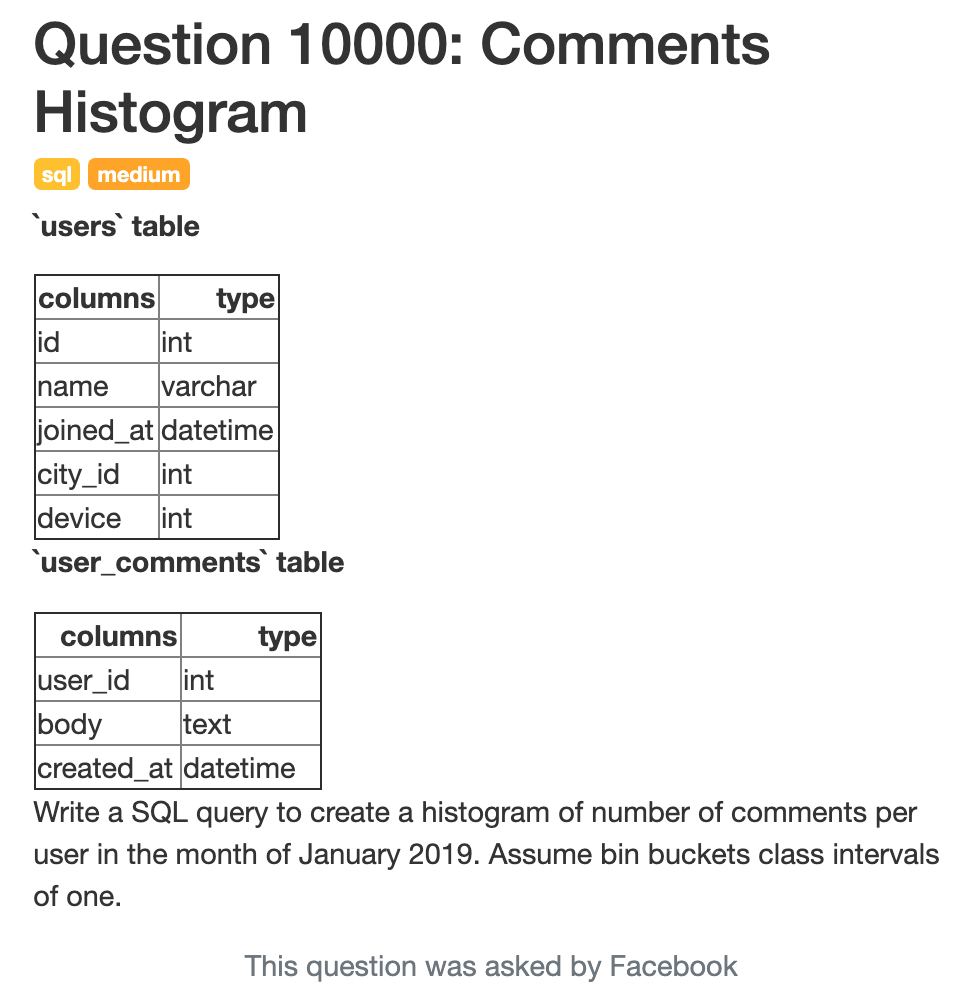 Question 10000: Comments
Histogram
sql medium
`users` table
columns type
id int
name varchar
joined_at datetime
city_id int
device int
`user_comments` table
columns type
user_id int
body text
created_at datetime
Write a SQL query to create a histogram of number of comments per
user in the month of January 2019. Assume bin buckets class intervals
of one.
This question was asked by Facebook